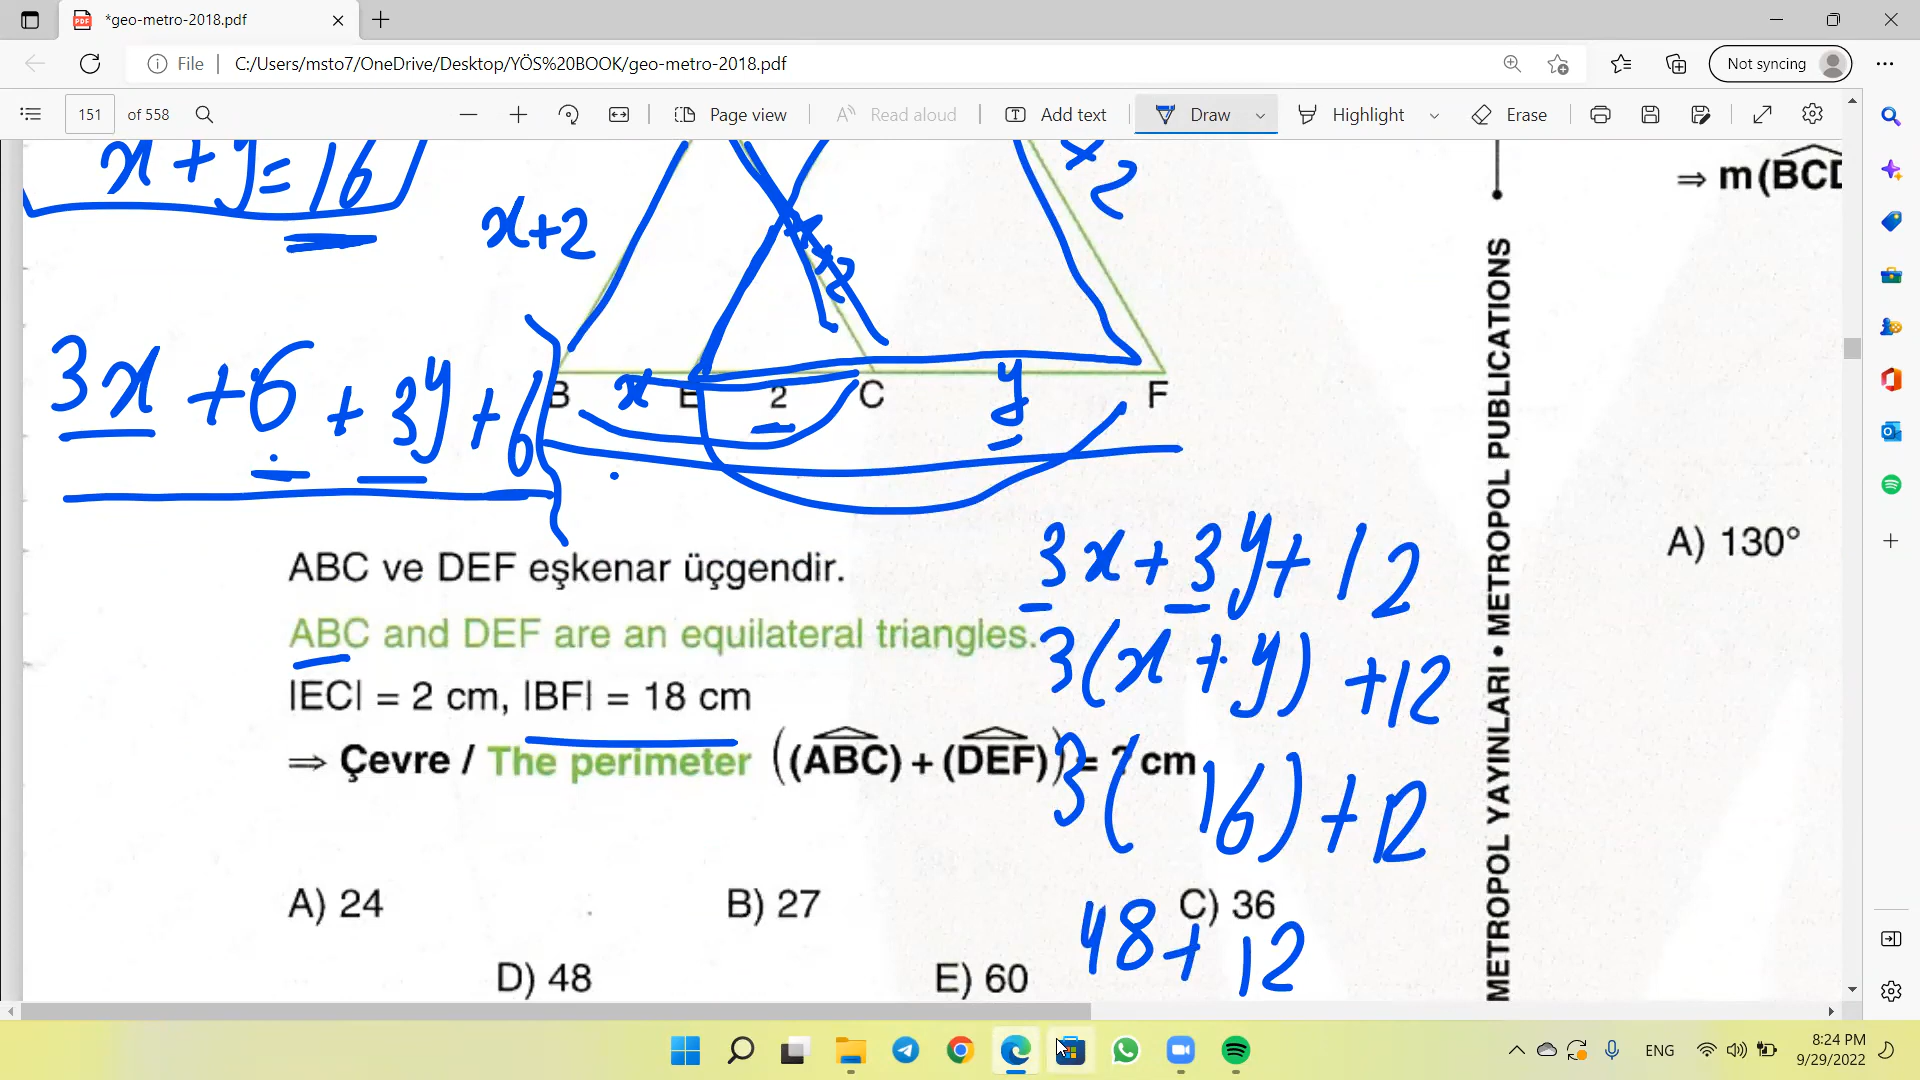 *geo-metro-2018.pdf
File C:/Users/msto7/OneDrive/Desktop/YÖS%20BOOK/geo-metro-2018.pdf
Not syncing
151 of 558
Page view
Read aloud
Add text
Draw
Highlight
Erase
x + y = 16
x+2
x+2
x 2
3x + 6 + 3y + 6
B x E 2 C y F
ABC ve DEF eşkenar üçgendir.
ABC and DEF are an equilateral triangles.
|EC| = 2 cm, |BF| = 18 cm
⇒ Çevre / The perimeter ((ABC) + (DEF)) = ? cm
3x + 3y + 12
3(x + y) + 12
3(16) + 12
48 + 12
A) 24 B) 27 C) 36
D) 48 E) 60
METROPOL YAYINLARI • METROPOL PUBLICATIONS
⇒ m(BCD
A) 130°
ENG
8:24 PM
9/29/2022